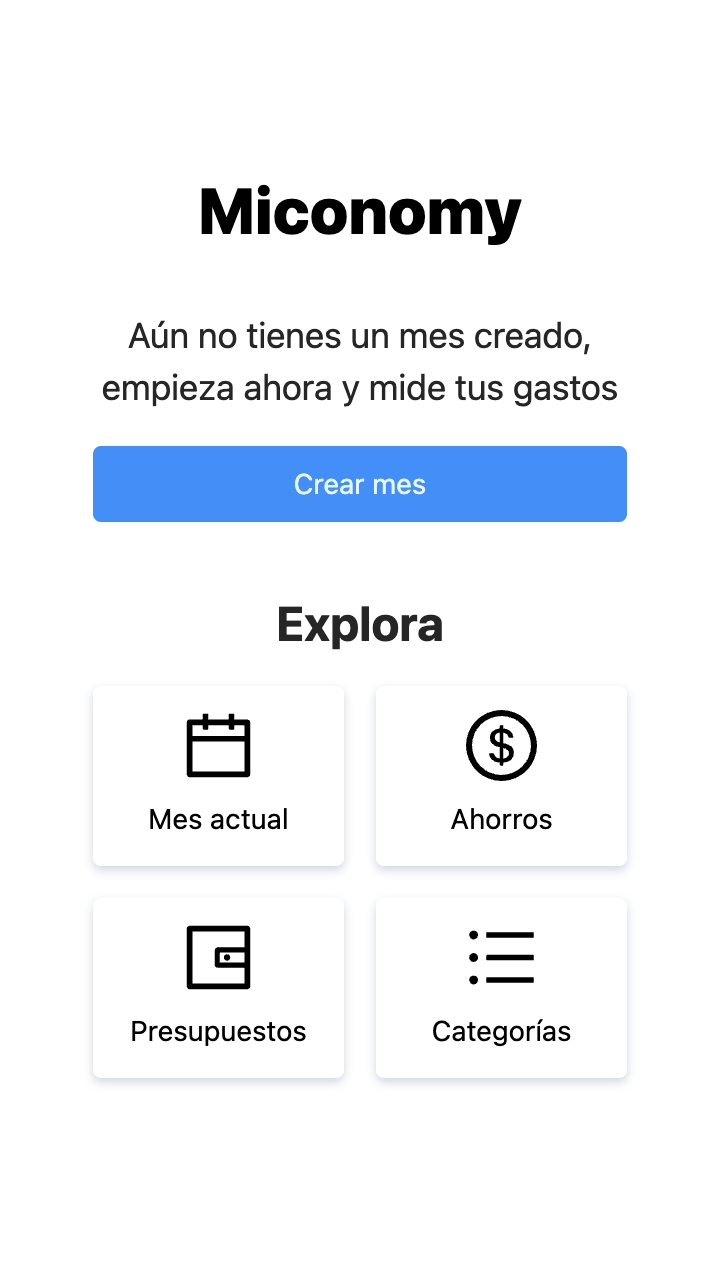 Miconomy
Aún no tienes un mes creado,
empieza ahora y mide tus gastos
Crear mes
Explora
Mes actual
Ahorros
Presupuestos
Categorías